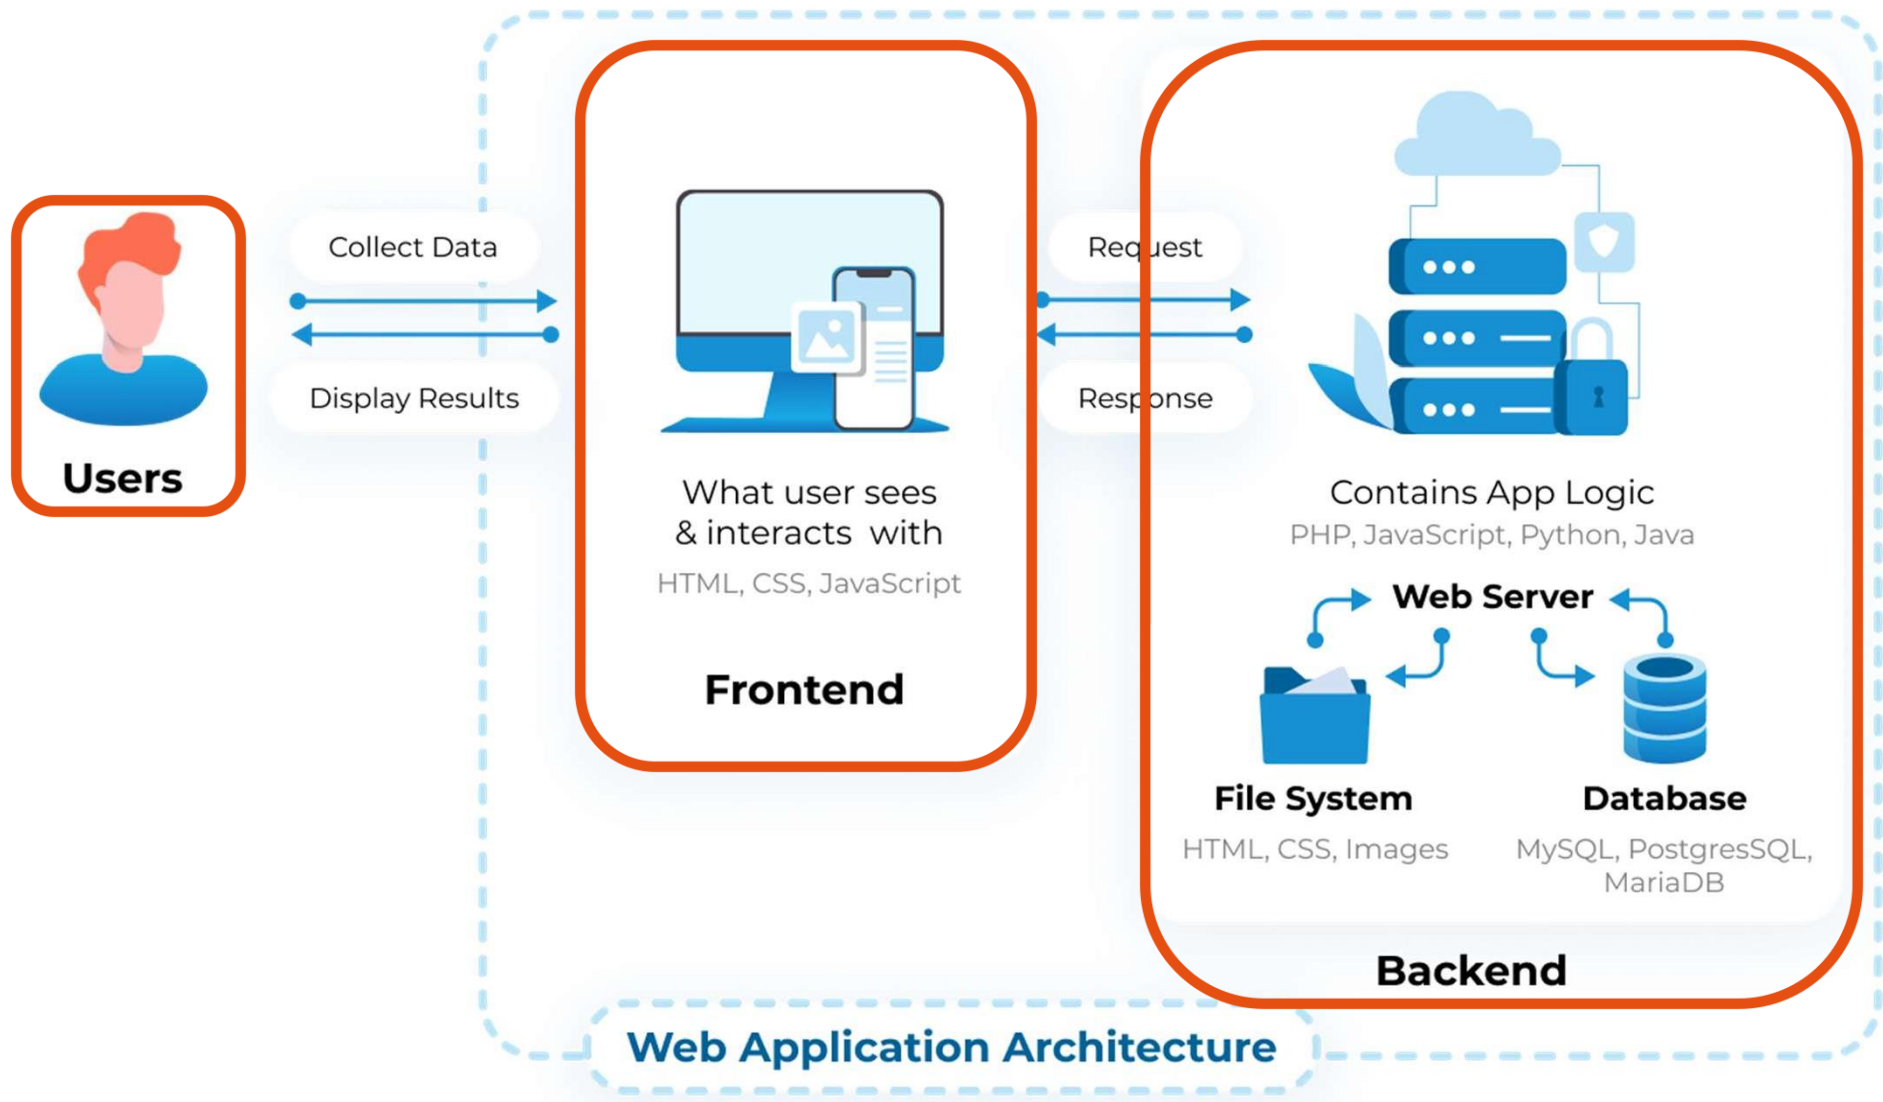 Users
Collect Data
Display Results
What user sees
& interacts with
HTML, CSS, JavaScript
Frontend
Request
Response
Contains App Logic
PHP, JavaScript, Python, Java
Web Server
File System
HTML, CSS, Images
Database
MySQL, PostgresSQL,
MariaDB
Backend
Web Application Architecture